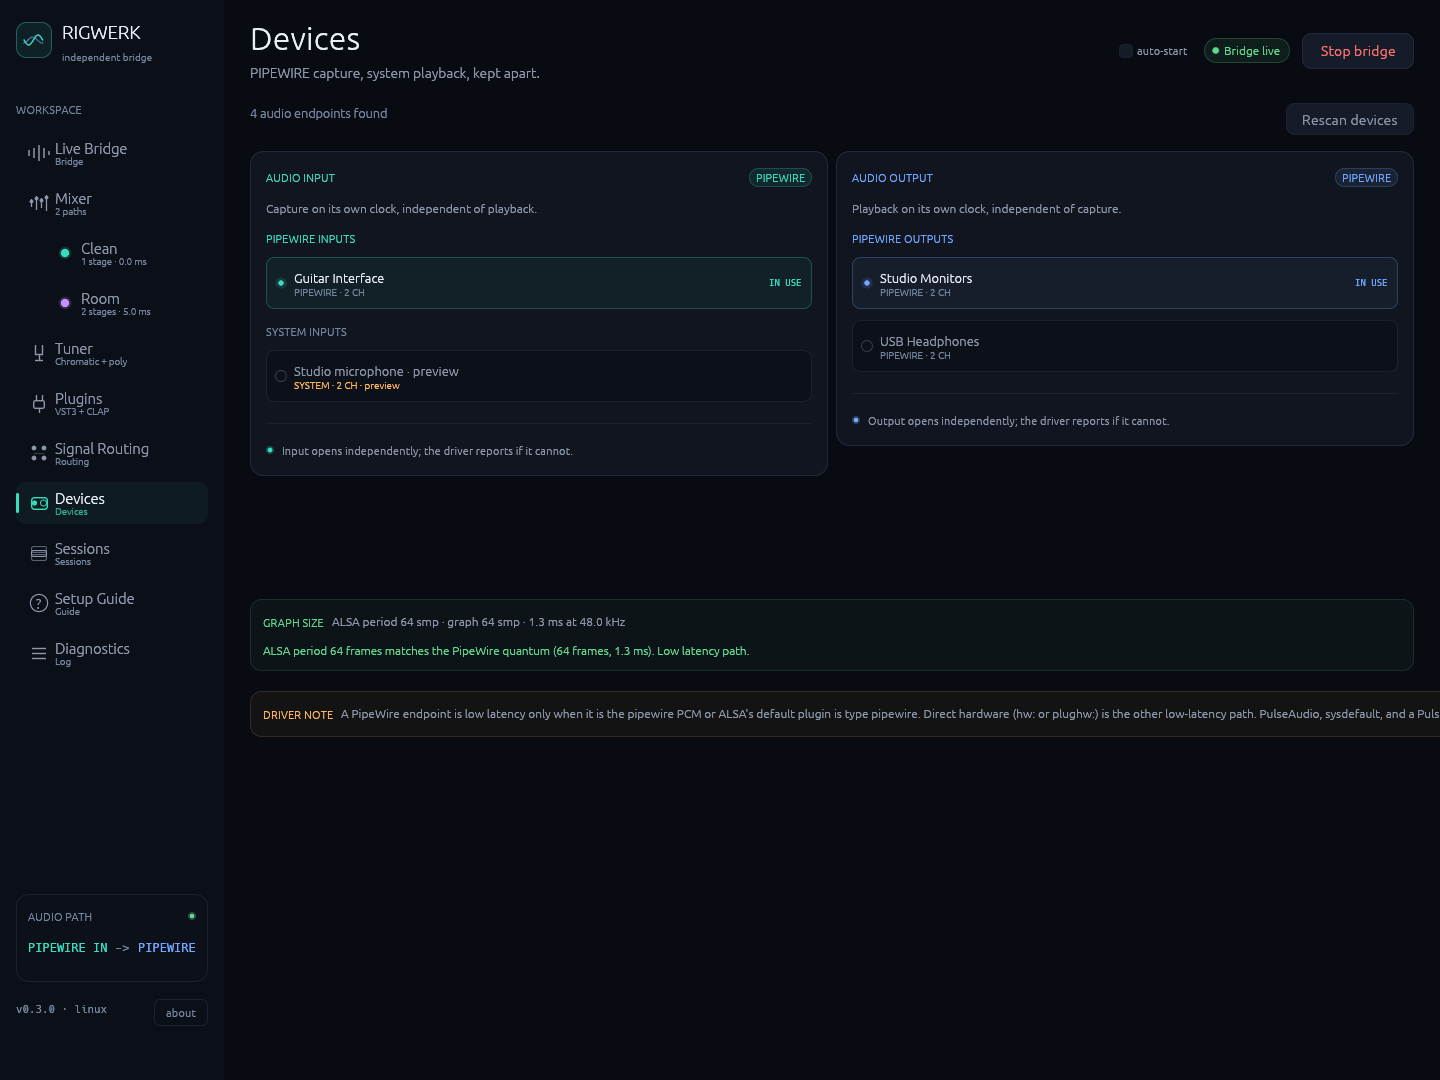 RIGWERK
independent bridge
WORKSPACE
Live Bridge
Bridge
Mixer
2 paths
Clean
1 stage · 0.0 ms
Room
2 stages · 5.0 ms
Tuner
Chromatic + poly
Plugins
VST3 + CLAP
Signal Routing
Routing
Devices
Devices
Sessions
Sessions
Setup Guide
Guide
Diagnostics
Log
AUDIO PATH
PIPEWIRE IN -> PIPEWIRE
v0.3.0 · linux
about
Devices
PIPEWIRE capture, system playback, kept apart.
auto-start
Bridge live
Stop bridge
4 audio endpoints found
Rescan devices
AUDIO INPUT
PIPEWIRE
Capture on its own clock, independent of playback.
PIPEWIRE INPUTS
Guitar Interface
PIPEWIRE · 2 CH
IN USE
SYSTEM INPUTS
Studio microphone · preview
SYSTEM · 2 CH · preview
Input opens independently; the driver reports if it cannot.
AUDIO OUTPUT
PIPEWIRE
Playback on its own clock, independent of capture.
PIPEWIRE OUTPUTS
Studio Monitors
PIPEWIRE · 2 CH
IN USE
USB Headphones
PIPEWIRE · 2 CH
Output opens independently; the driver reports if it cannot.
GRAPH SIZE ALSA period 64 smp · graph 64 smp · 1.3 ms at 48.0 kHz
ALSA period 64 frames matches the PipeWire quantum (64 frames, 1.3 ms). Low latency path.
DRIVER NOTE A PipeWire endpoint is low latency only when it is the pipewire PCM or ALSA's default plugin is type pipewire. Direct hardware (hw: or plughw:) is the other low-latency path. PulseAudio, sysdefault, and a Puls